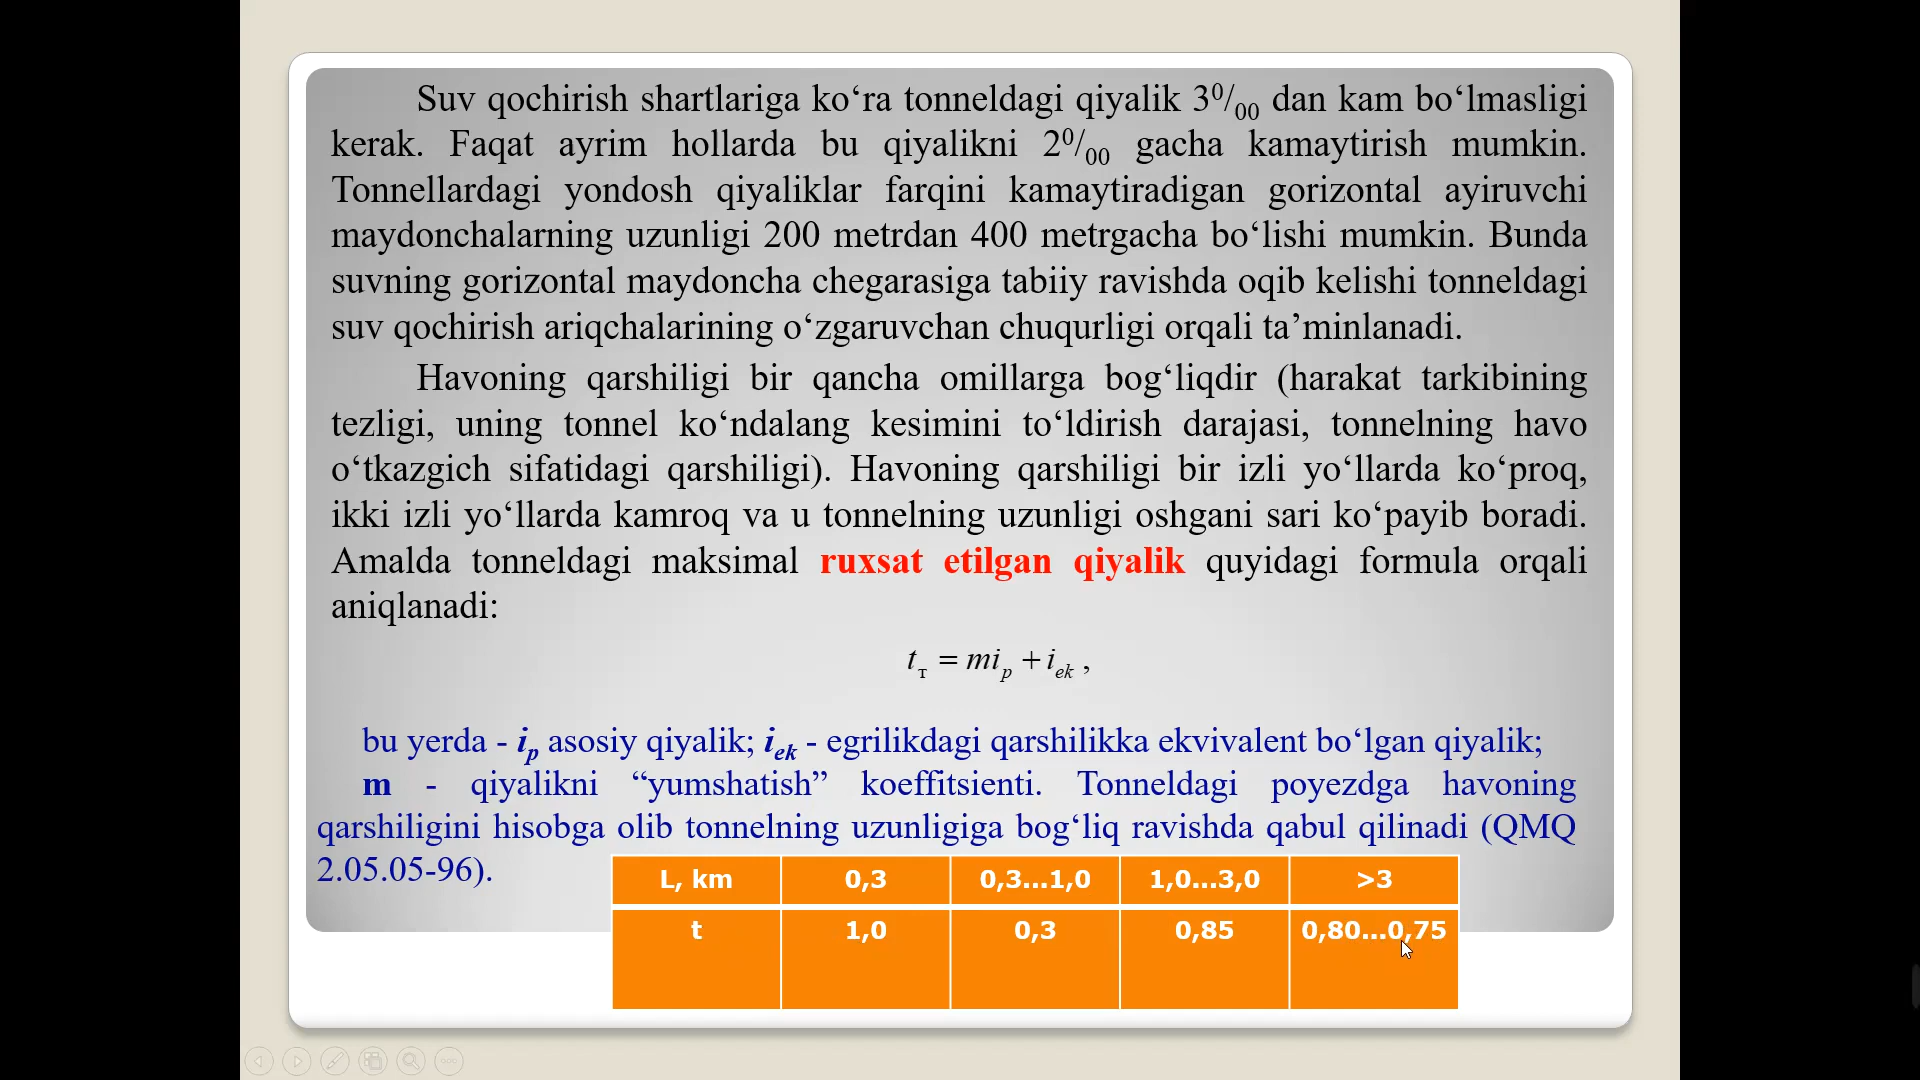 Suv qochirish shartlariga ko‘ra tonneldagi qiyalik 3⁰/₀₀ dan kam bo‘lmasligi
kerak. Faqat ayrim hollarda bu qiyalikni 2⁰/₀₀ gacha kamaytirish mumkin.
Tonnellardagi yondosh qiyaliklar farqini kamaytiradigan gorizontal ayiruvchi
maydonchalarning uzunligi 200 metrdan 400 metrgacha bo‘lishi mumkin. Bunda
suvning gorizontal maydoncha chegarasiga tabiiy ravishda oqib kelishi tonneldagi
suv qochirish ariqchalarining o‘zgaruvchan chuqurligi orqali ta’minlanadi.
Havoning qarshiligi bir qancha omillarga bog‘liqdir (harakat tarkibining
tezligi, uning tonnel ko‘ndalang kesimini to‘ldirish darajasi, tonnelning havo
o‘tkazgich sifatidagi qarshiligi). Havoning qarshiligi bir izli yo‘llarda ko‘proq,
ikki izli yo‘llarda kamroq va u tonnelning uzunligi oshgani sari ko‘payib boradi.
Amalda tonneldagi maksimal ruxsat etilgan qiyalik quyidagi formula orqali
aniqlanadi:
t_т = mi_p + i_ek ,
bu yerda - i_p asosiy qiyalik; i_ek - egrilikdagi qarshilikka ekvivalent bo‘lgan qiyalik;
m - qiyalikni “yumshatish” koeffitsienti. Tonneldagi poyezdga havoning
qarshiligini hisobga olib tonnelning uzunligiga bog‘liq ravishda qabul qilinadi (QMQ
2.05.05-96).
L, km 0,3 0,3...1,0 1,0...3,0 >3
t 1,0 0,3 0,85 0,80...0,75